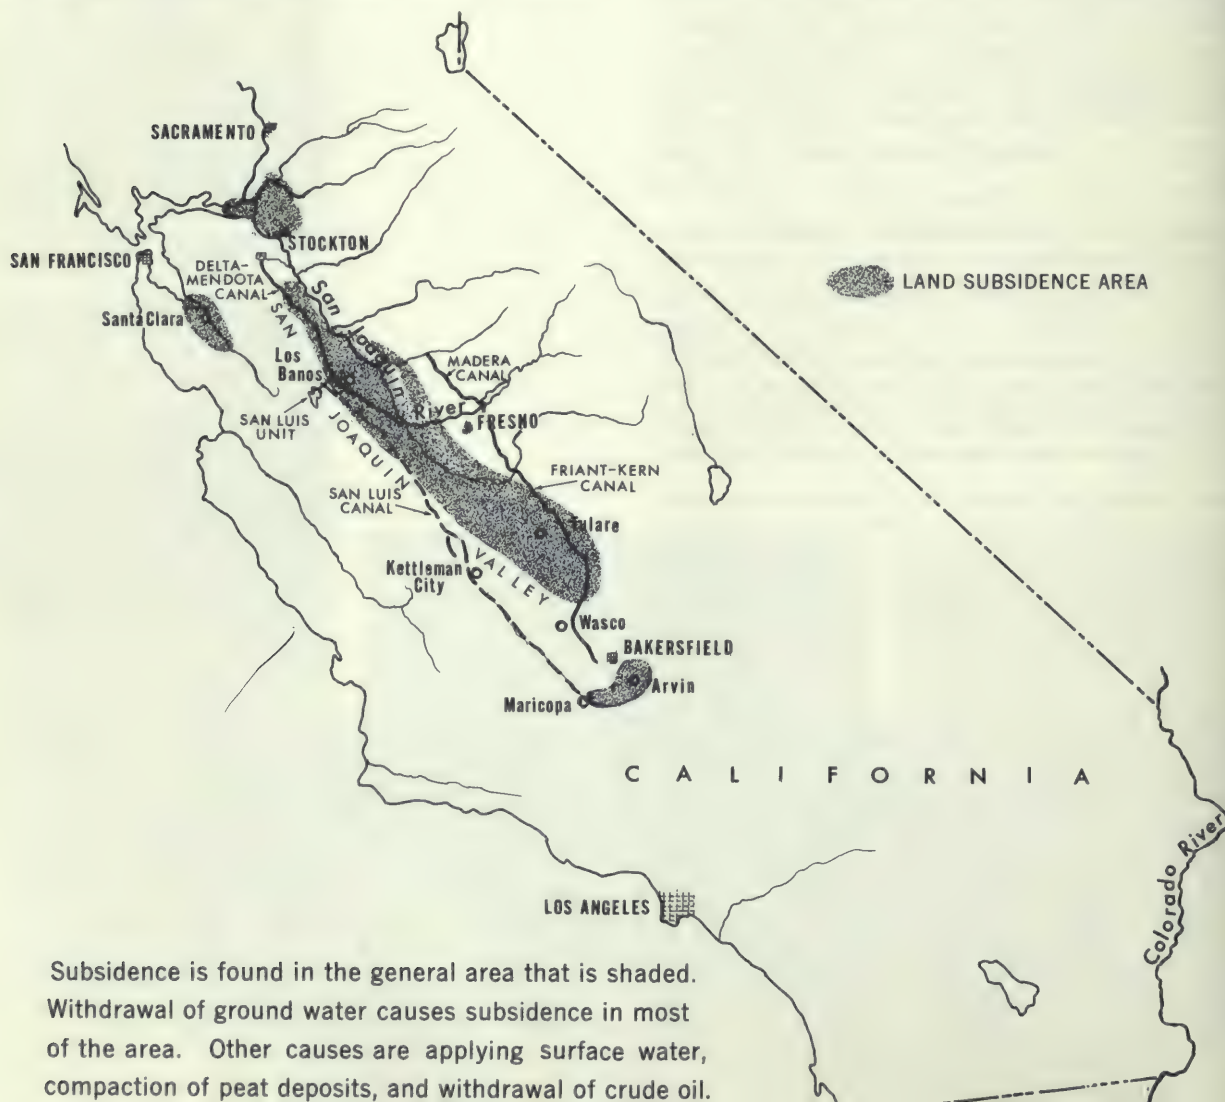 SACRAMENTO
STOCKTON
SAN FRANCISCO
DELTA-
MENDOTA
CANAL
LAND SUBSIDENCE AREA
Santa Clara
San Joaquin River
SAN JOAQUIN VALLEY
Los
Banos
MADERA
CANAL
SAN LUIS
UNIT
FRESNO
FRIANT-KERN
CANAL
SAN LUIS
CANAL
Tulare
Kettleman
City
Wasco
BAKERSFIELD
Arvin
Maricopa
CALIFORNIA
Colorado River
LOS ANGELES
Subsidence is found in the general area that is shaded.
Withdrawal of ground water causes subsidence in most
of the area. Other causes are applying surface water,
compaction of peat deposits, and withdrawal of crude oil.